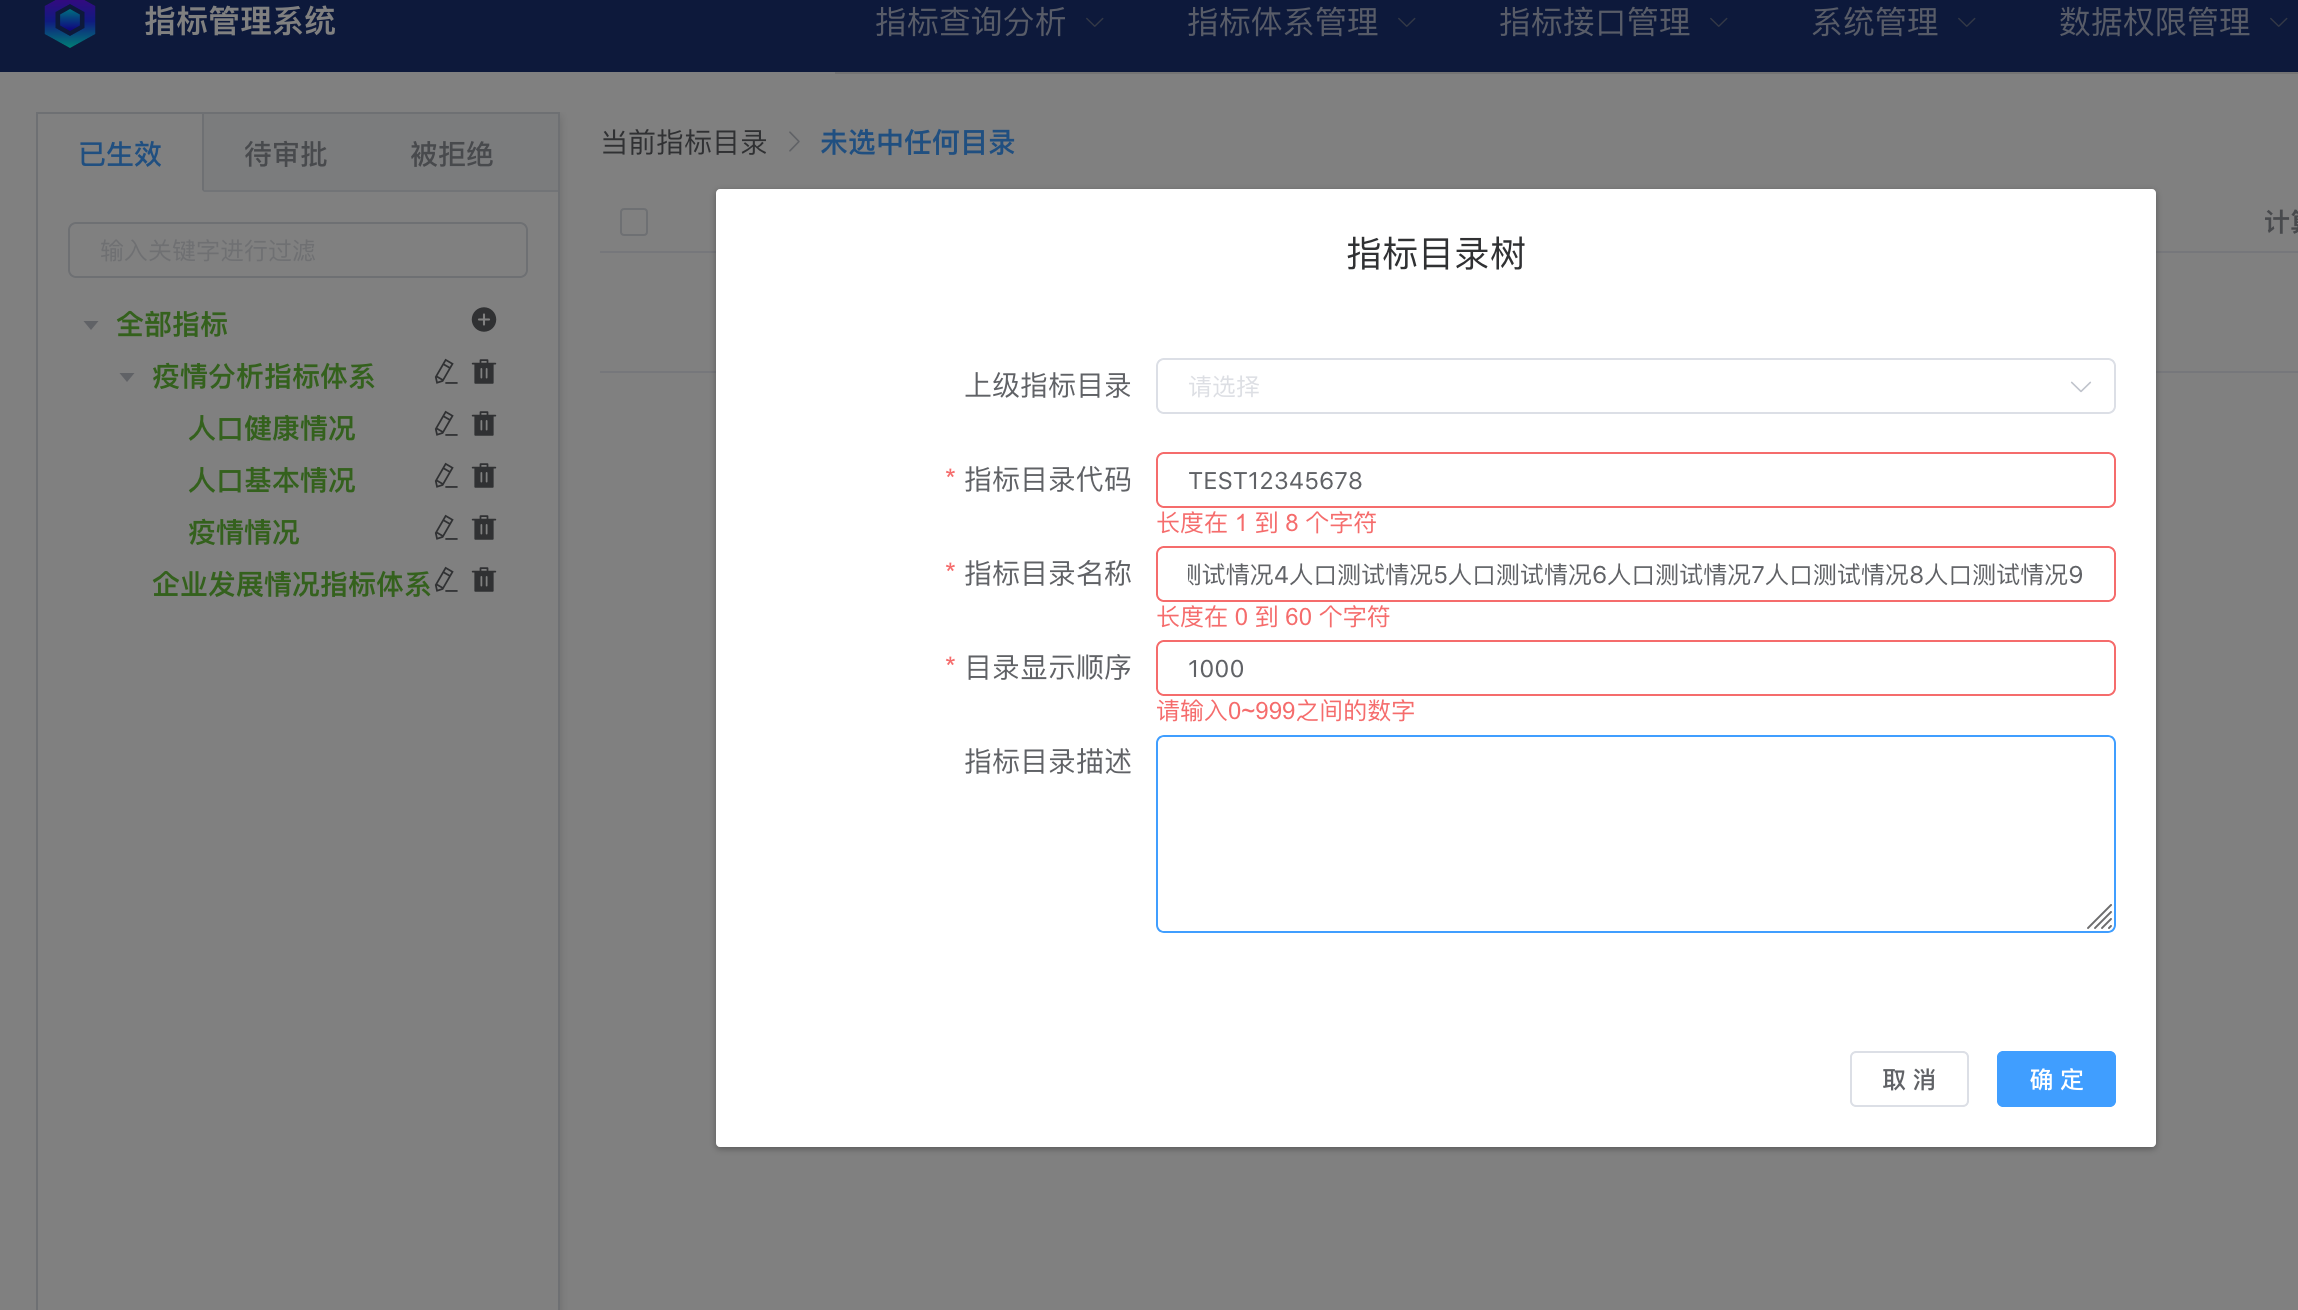 指标管理系统
指标查询分析
指标体系管理
指标接口管理
系统管理
数据权限管理
已生效
待审批
被拒绝
当前指标目录
未选中任何目录
输入关键字进行过滤
全部指标
疫情分析指标体系
人口健康情况
人口基本情况
疫情情况
企业发展情况指标体系
指标目录树
上级指标目录
请选择
* 指标目录代码
TEST12345678
长度在 1 到 8 个字符
* 指标目录名称
测试情况4人口测试情况5人口测试情况6人口测试情况7人口测试情况8人口测试情况9
长度在 0 到 60 个字符
* 目录显示顺序
1000
请输入0~999之间的数字
指标目录描述
取 消
确 定